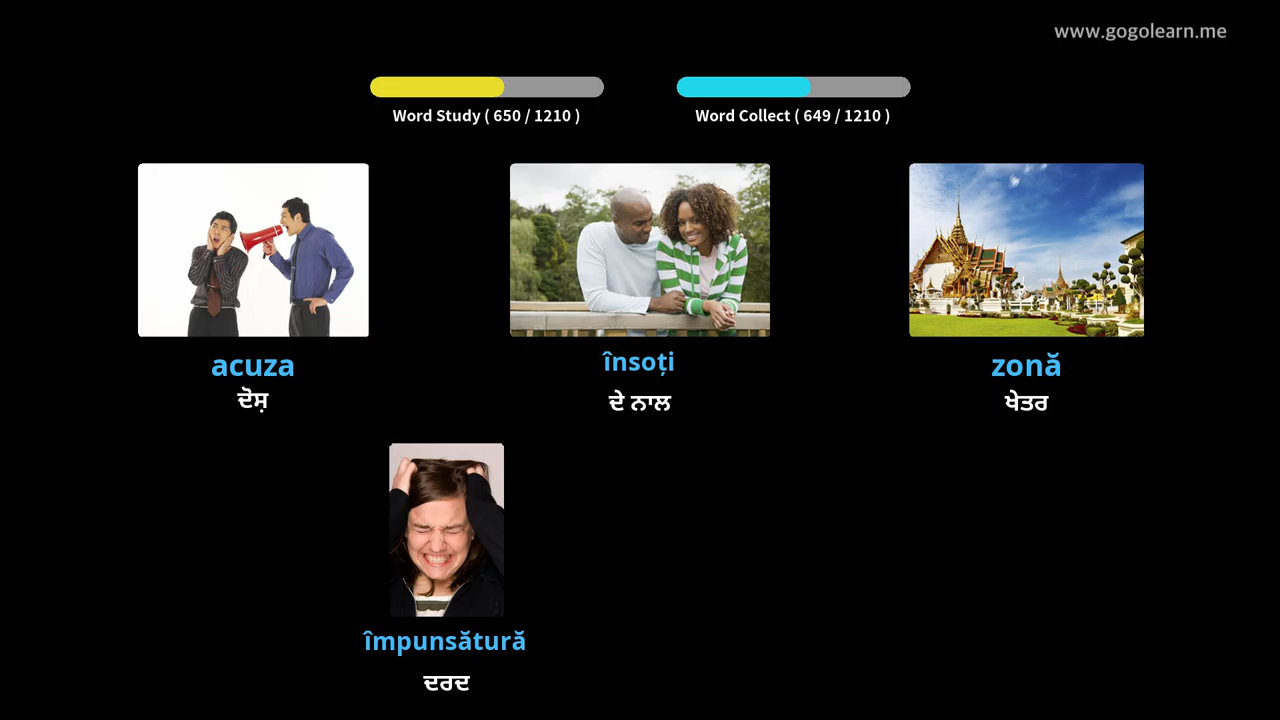 www.gogolearn.me
Word Study ( 650 / 1210 )
Word Collect ( 649 / 1210 )
acuza
ਦੋਸ਼
însoți
ਦੇ ਨਾਲ
zonă
ਖੇਤਰ
împunsătură
ਦਰਦ